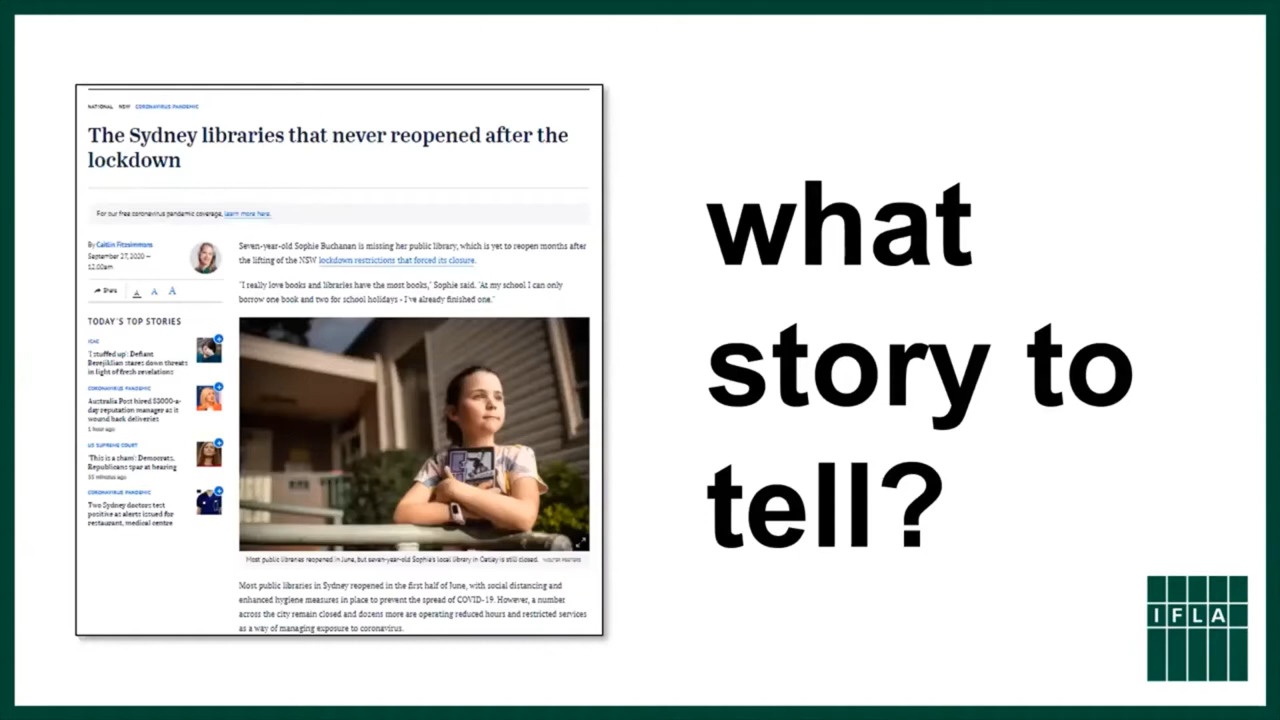 NATIONAL NSW CORONAVIRUS PANDEMIC
The Sydney libraries that never reopened after the
lockdown
For our free coronavirus pandemic coverage, learn more here.
By Caitlin Fitzsimmons
September 27, 2020 —
12.00am
Share
A A A
Seven-year-old Sophie Buchanan is missing her public library, which is yet to reopen months after
the lifting of the NSW lockdown restrictions that forced its closure.
"I really love books and libraries have the most books," Sophie said. "At my school I can only
borrow one book and two for school holidays - I've already finished one."
TODAY'S TOP STORIES
ICAC
'I stuffed up': Defiant
Berejiklian stares down threats
in light of fresh revelations
CORONAVIRUS PANDEMIC
Australia Post hired $3000-a-
day reputation manager as it
wound back deliveries
1 hour ago
US SUPREME COURT
'This is a sham': Democrats,
Republicans spar at hearing
55 minutes ago
CORONAVIRUS PANDEMIC
Two Sydney doctors test
positive as alerts issued for
restaurant, medical centre
Most public libraries reopened in June, but seven-year-old Sophie's local library in Oatley is still closed.
Most public libraries in Sydney reopened in the first half of June, with social distancing and
enhanced hygiene measures in place to prevent the spread of COVID-19. However, a number
across the city remain closed and dozens more are operating reduced hours and restricted services
as a way of managing exposure to coronavirus.
what
story to
tell?
IFLA